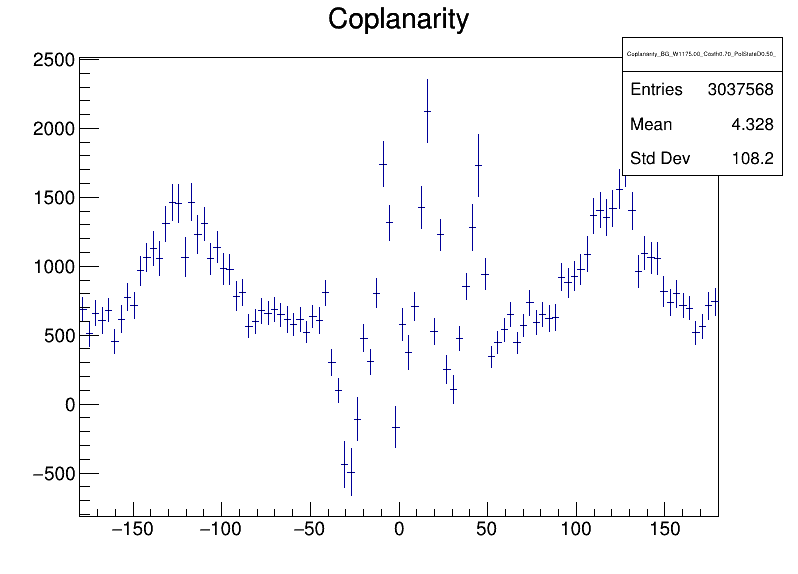 Coplanarity
Coplanarity_BG_W1175.00_Costh0.70_PolStateD0.50_
Entries 3037568
Mean 4.328
Std Dev 108.2
2500
2000
1500
1000
500
0
−500
−150 −100 −50 0 50 100 150